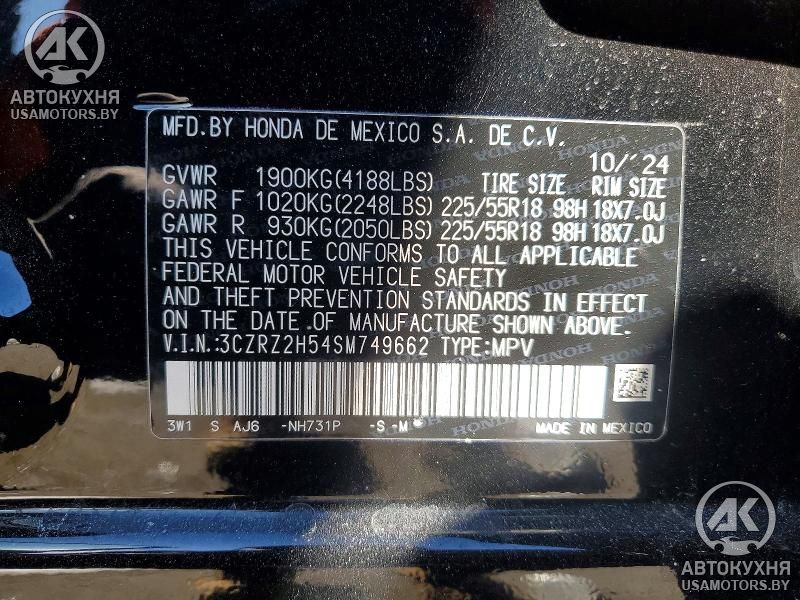 AK
АВТОКУХНЯ
USAMOTORS.BY
MFD.BY HONDA DE MEXICO S.A. DE C.V.
10/'24
GVWR 1900KG(4188LBS) TIRE SIZE RIM SIZE
GAWR F 1020KG(2248LBS) 225/55R18 98H 18X7.0J
GAWR R 930KG(2050LBS) 225/55R18 98H 18X7.0J
THIS VEHICLE CONFORMS TO ALL APPLICABLE
FEDERAL MOTOR VEHICLE SAFETY
AND THEFT PREVENTION STANDARDS IN EFFECT
ON THE DATE OF MANUFACTURE SHOWN ABOVE.
V.I.N.:3CZRZ2H54SM749662 TYPE:MPV
3W1 S AJ6 -NH731P -S-M MADE IN MEXICO
AK
АВТОКУХНЯ
USAMOTORS.BY